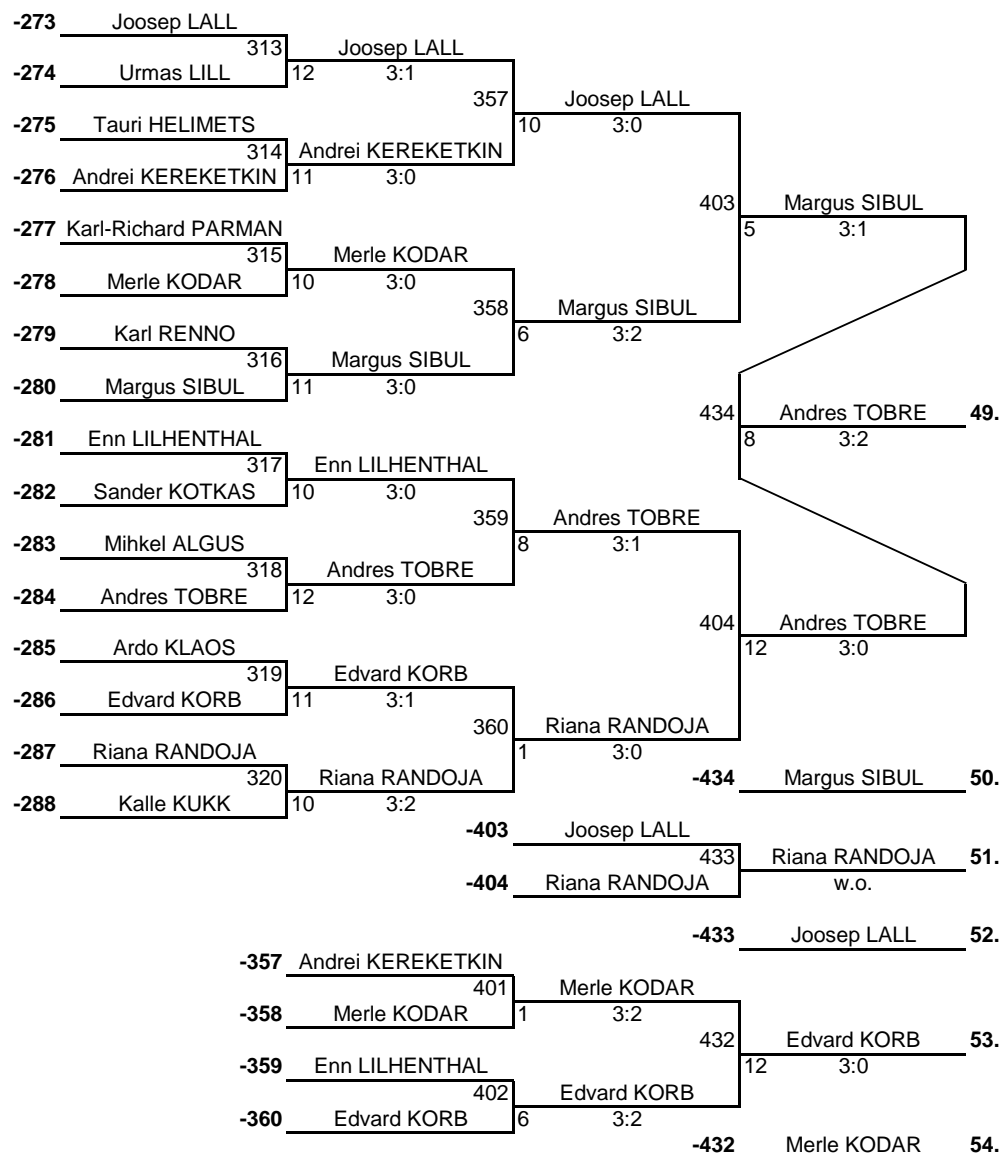 -273 Joosep LALL
313 Joosep LALL
-274 Urmas LILL 12 3:1
357 Joosep LALL
-275 Tauri HELIMETS 10 3:0
314 Andrei KEREKETKIN
-276 Andrei KEREKETKIN 11 3:0
403 Margus SIBUL
-277 Karl-Richard PARMAN 5 3:1
315 Merle KODAR
-278 Merle KODAR 10 3:0
358 Margus SIBUL
-279 Karl RENNO 6 3:2
316 Margus SIBUL
-280 Margus SIBUL 11 3:0
434 Andres TOBRE 49.
-281 Enn LILHENTHAL 8 3:2
317 Enn LILHENTHAL
-282 Sander KOTKAS 10 3:0
359 Andres TOBRE
-283 Mihkel ALGUS 8 3:1
318 Andres TOBRE
-284 Andres TOBRE 12 3:0
404 Andres TOBRE
-285 Ardo KLAOS 12 3:0
319 Edvard KORB
-286 Edvard KORB 11 3:1
360 Riana RANDOJA
-287 Riana RANDOJA 1 3:0
320 Riana RANDOJA -434 Margus SIBUL 50.
-288 Kalle KUKK 10 3:2
-403 Joosep LALL
433 Riana RANDOJA 51.
-404 Riana RANDOJA w.o.
-433 Joosep LALL 52.
-357 Andrei KEREKETKIN
401 Merle KODAR
-358 Merle KODAR 1 3:2
432 Edvard KORB 53.
-359 Enn LILHENTHAL 12 3:0
402 Edvard KORB
-360 Edvard KORB 6 3:2
-432 Merle KODAR 54.